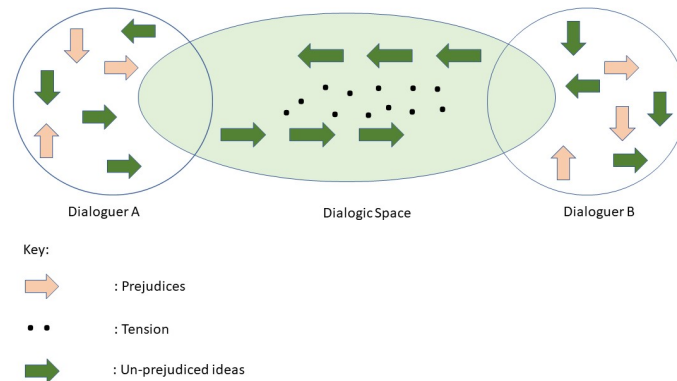 Dialoguer A
Dialogic Space
Dialoguer B
Key:
: Prejudices
: Tension
: Un-prejudiced ideas